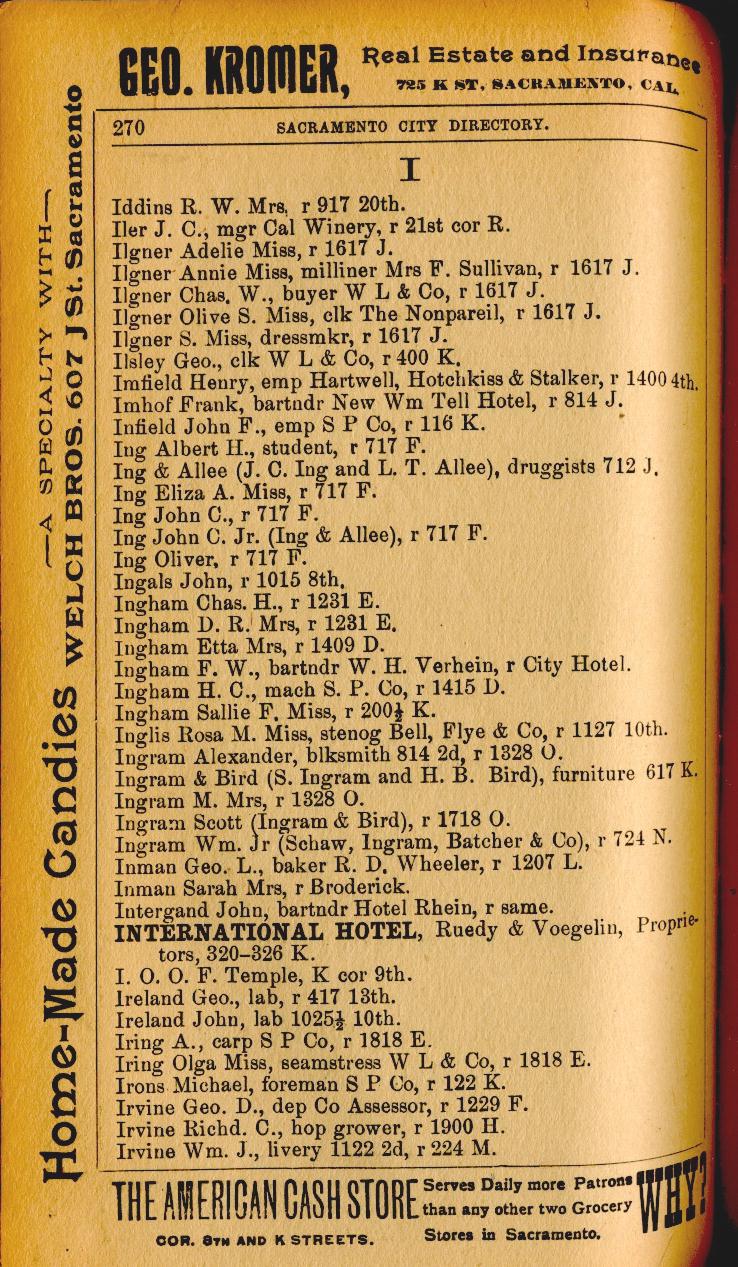 GEO. KROMER, Real Estate and Insurance
725 K ST, SACRAMENTO, CAL.
270 SACRAMENTO CITY DIRECTORY.
I
Iddins R. W. Mrs, r 917 20th.
Iler J. C., mgr Cal Winery, r 21st cor R.
Ilgner Adelie Miss, r 1617 J.
Ilgner Annie Miss, milliner Mrs F. Sullivan, r 1617 J.
Ilgner Chas. W., buyer W L & Co, r 1617 J.
Ilgner Olive S. Miss, clk The Nonpareil, r 1617 J.
Ilgner S. Miss, dressmkr, r 1617 J.
Ilsley Geo., clk W L & Co, r 400 K.
Imfield Henry, emp Hartwell, Hotchkiss & Stalker, r 1400 4th.
Imhof Frank, bartndr New Wm Tell Hotel, r 814 J.
Infield John F., emp S P Co, r 116 K.
Ing Albert H., student, r 717 F.
Ing & Allee (J. C. Ing and L. T. Allee), druggists 712 J.
Ing Eliza A. Miss, r 717 F.
Ing John C., r 717 F.
Ing John C. Jr. (Ing & Allee), r 717 F.
Ing Oliver, r 717 F.
Ingals John, r 1015 8th.
Ingham Chas. H., r 1231 E.
Ingham D. R. Mrs, r 1231 E.
Ingham Etta Mrs, r 1409 D.
Ingham F. W., bartndr W. H. Verhein, r City Hotel.
Ingham H. C., mach S. P. Co, r 1415 D.
Ingham Sallie F. Miss, r 200½ K.
Inglis Rosa M. Miss, stenog Bell, Flye & Co, r 1127 10th.
Ingram Alexander, blksmith 814 2d, r 1328 O.
Ingram & Bird (S. Ingram and H. B. Bird), furniture 617 K.
Ingram M. Mrs, r 1328 O.
Ingram Scott (Ingram & Bird), r 1718 O.
Ingram Wm. Jr (Schaw, Ingram, Batcher & Co), r 724 N.
Inman Geo. L., baker R. D. Wheeler, r 1207 L.
Inman Sarah Mrs, r Broderick.
Intergand John, bartndr Hotel Rhein, r same.
INTERNATIONAL HOTEL, Ruedy & Voegelin, Proprie-
tors, 320–326 K.
I. O. O. F. Temple, K cor 9th.
Ireland Geo., lab, r 417 13th.
Ireland John, lab 1025½ 10th.
Iring A., carp S P Co, r 1818 E.
Iring Olga Miss, seamstress W L & Co, r 1818 E.
Irons Michael, foreman S P Co, r 122 K.
Irvine Geo. D., dep Co Assessor, r 1229 F.
Irvine Richd. C., hop grower, r 1900 H.
Irvine Wm. J., livery 1122 2d, r 224 M.
THE AMERICAN CASH STORE
COR. 8TH AND K STREETS.
Serves Daily more Patrons
than any other two Grocery
Stores in Sacramento.
WHY?
Home-Made Candies
—A SPECIALTY WITH—
WELCH BROS. 607 J St. Sacramento